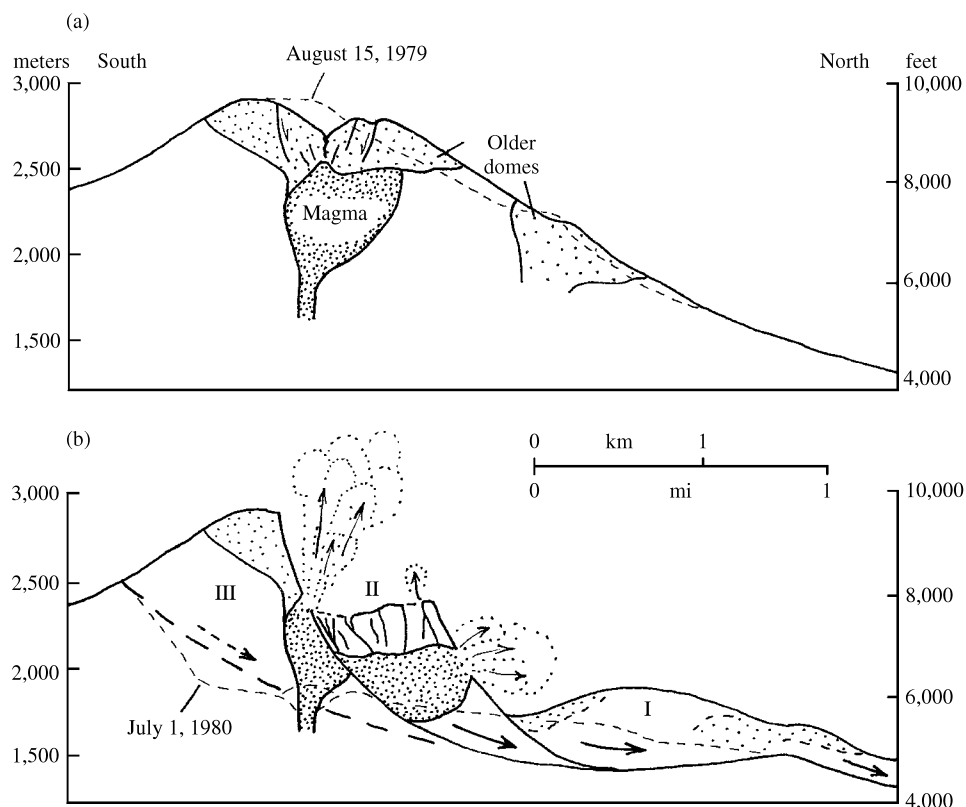 (a)
August 15, 1979
meters South North feet
3,000 10,000
Older
domes
2,500 8,000
Magma
2,000 6,000
1,500
4,000
(b)
0 km 1
0 mi 1
3,000 10,000
2,500 II 8,000
III
2,000 6,000
I
July 1, 1980
1,500
4,000